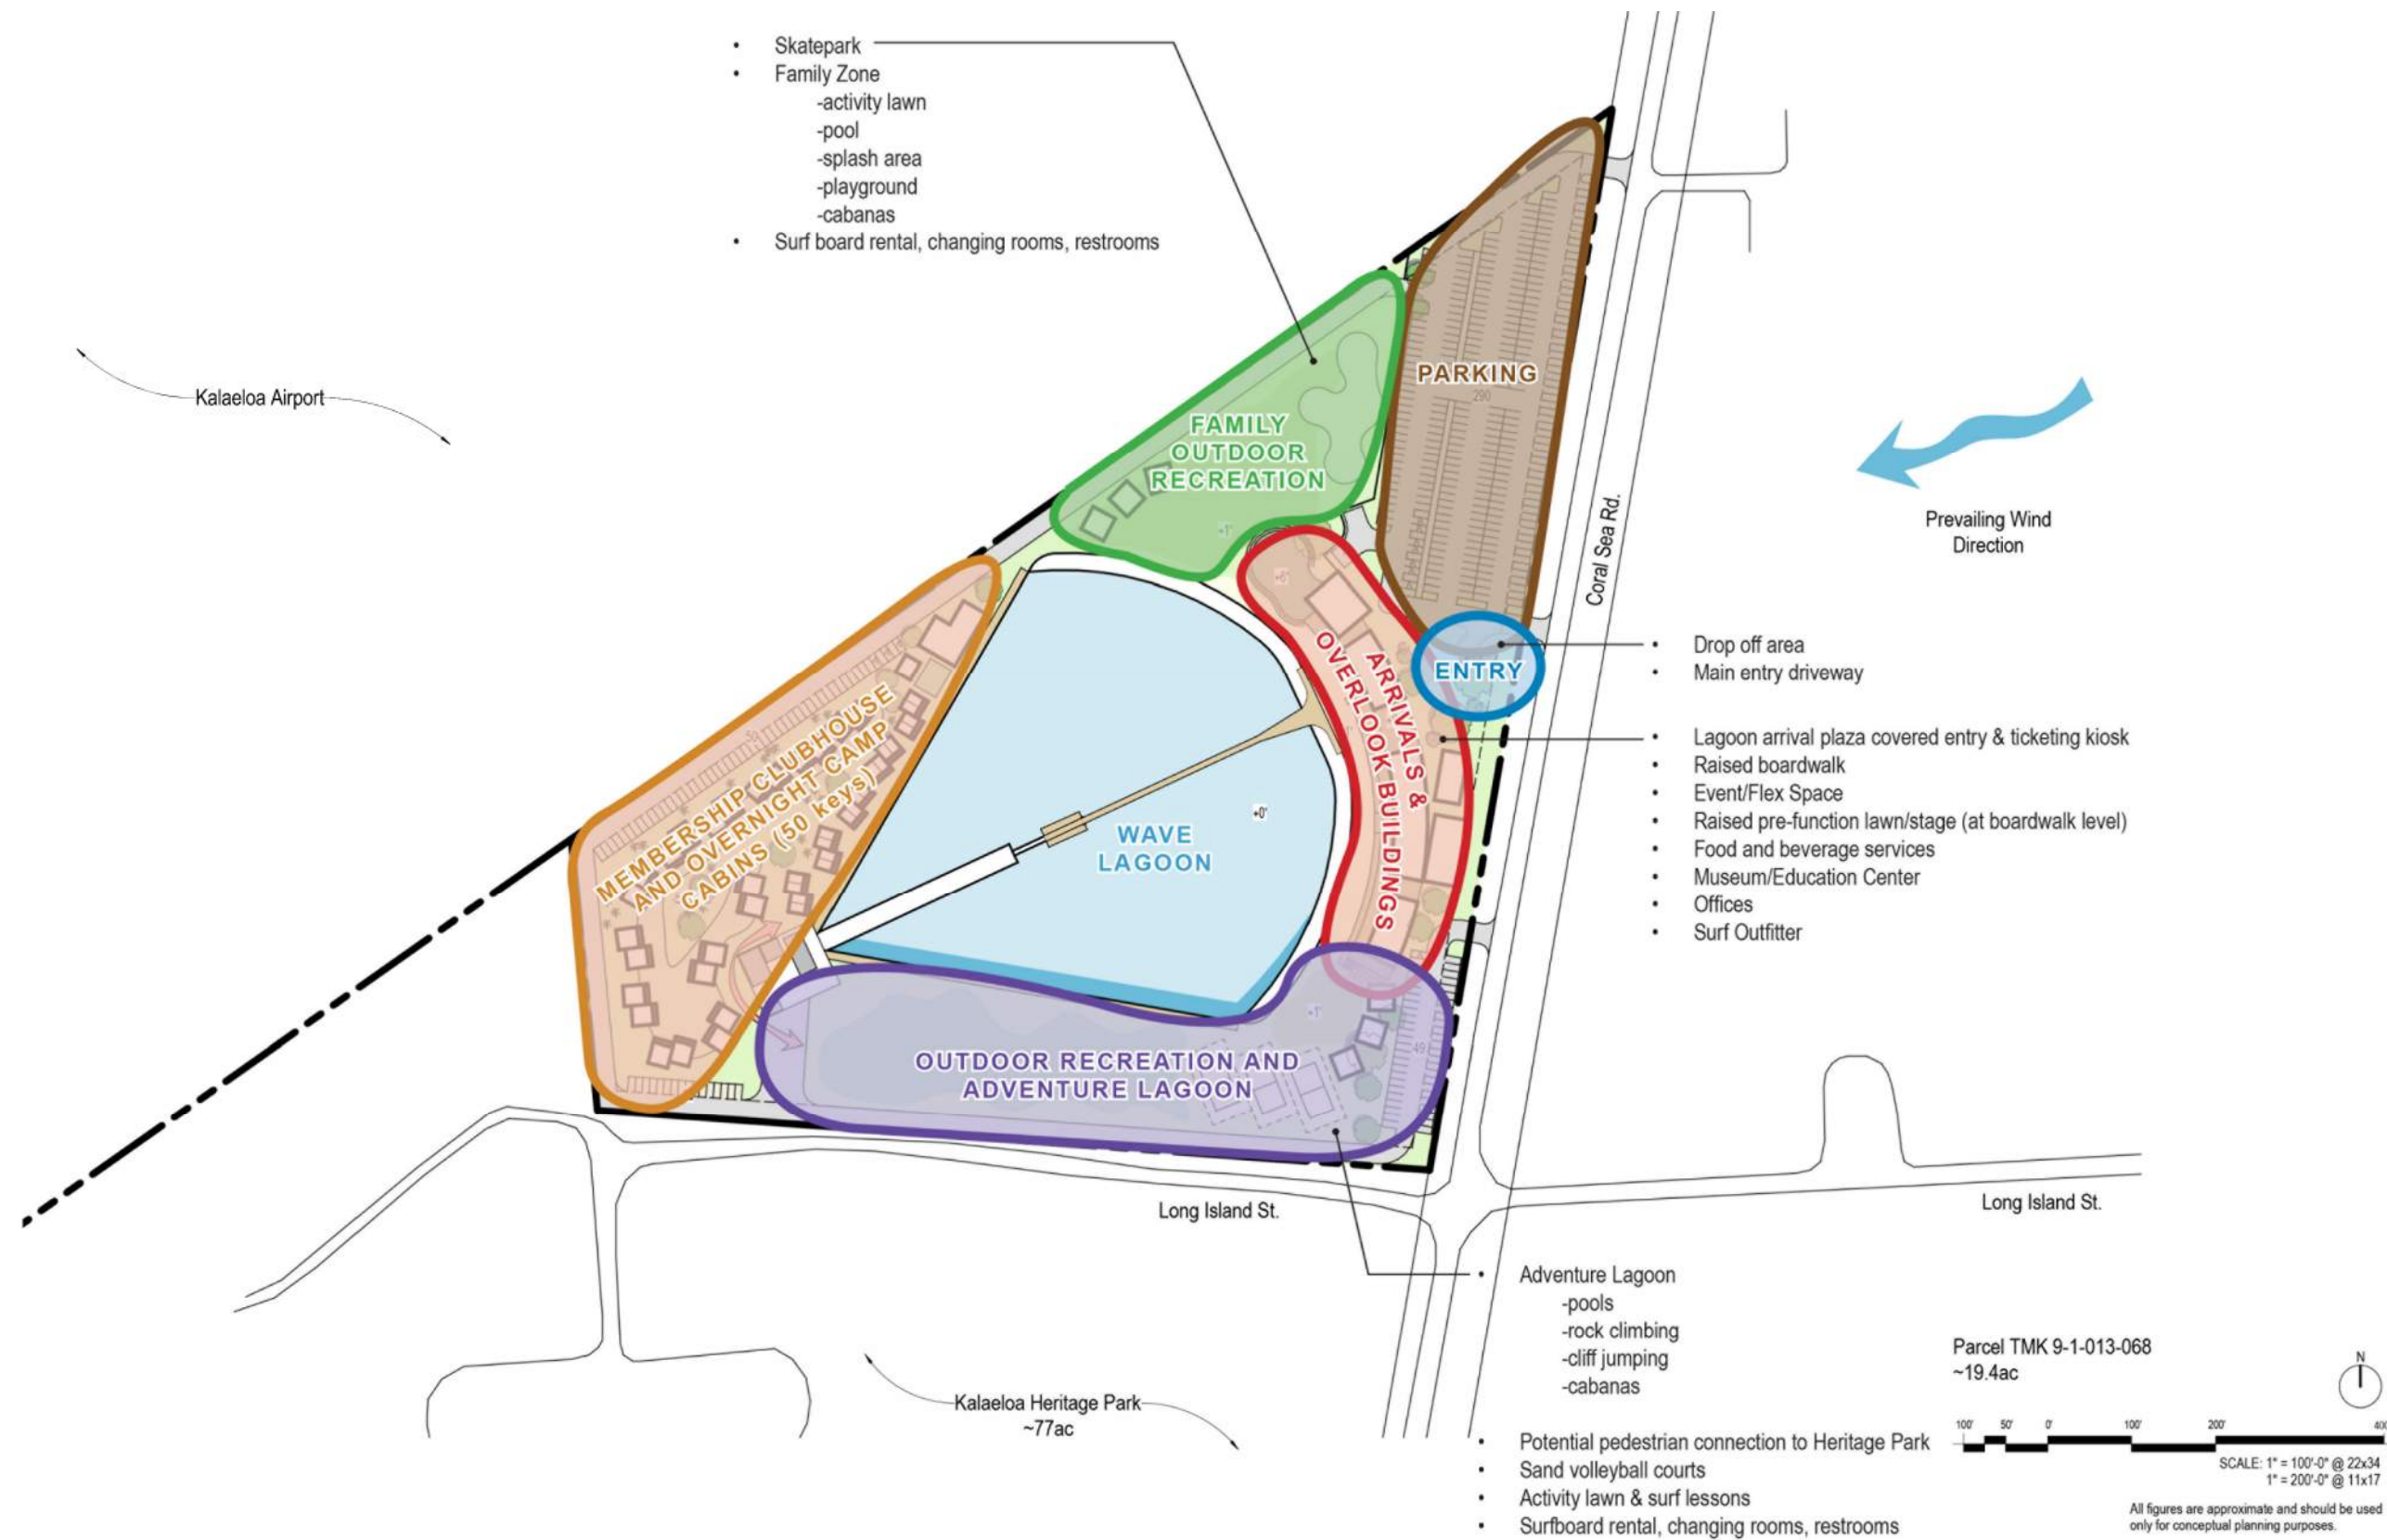 • Skatepark
• Family Zone
-activity lawn
-pool
-splash area
-playground
-cabanas
• Surf board rental, changing rooms, restrooms
Kalaeloa Airport
PARKING
290
FAMILY
OUTDOOR
RECREATION
+1'
+6'
Coral Sea Rd.
Prevailing Wind
Direction
ENTRY
• Drop off area
• Main entry driveway
ARRIVALS &
OVERLOOK BUILDINGS
• Lagoon arrival plaza covered entry & ticketing kiosk
• Raised boardwalk
• Event/Flex Space
• Raised pre-function lawn/stage (at boardwalk level)
• Food and beverage services
• Museum/Education Center
• Offices
• Surf Outfitter
MEMBERSHIP CLUBHOUSE
AND OVERNIGHT CAMP
CABINS (50 keys)
WAVE
LAGOON
+0'
+1'
49
OUTDOOR RECREATION AND
ADVENTURE LAGOON
Long Island St.
Long Island St.
• Adventure Lagoon
-pools
-rock climbing
-cliff jumping
-cabanas
• Potential pedestrian connection to Heritage Park
• Sand volleyball courts
• Activity lawn & surf lessons
• Surfboard rental, changing rooms, restrooms
Kalaeloa Heritage Park
~77ac
Parcel TMK 9-1-013-068
~19.4ac
N
100' 50' 0' 100' 200' 400
SCALE: 1" = 100'-0" @ 22x34
1" = 200'-0" @ 11x17
All figures are approximate and should be used
only for conceptual planning purposes.